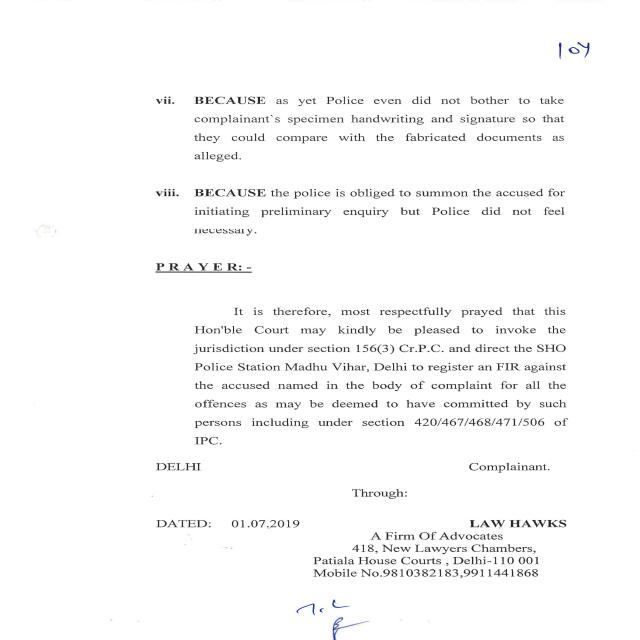 104
vii. BECAUSE as yet Police even did not bother to take
complainant`s specimen handwriting and signature so that
they could compare with the fabricated documents as
alleged.
viii. BECAUSE the police is obliged to summon the accused for
initiating preliminary enquiry but Police did not feel
necessary.
P R A Y E R: -
It is therefore, most respectfully prayed that this
Hon'ble Court may kindly be pleased to invoke the
jurisdiction under section 156(3) Cr.P.C. and direct the SHO
Police Station Madhu Vihar, Delhi to register an FIR against
the accused named in the body of complaint for all the
offences as may be deemed to have committed by such
persons including under section 420/467/468/471/506 of
IPC.
DELHI Complainant.
Through:
DATED: 01.07,2019 LAW HAWKS
A Firm Of Advocates
418, New Lawyers Chambers,
Patiala House Courts , Delhi-110 001
Mobile No.9810382183,9911441868